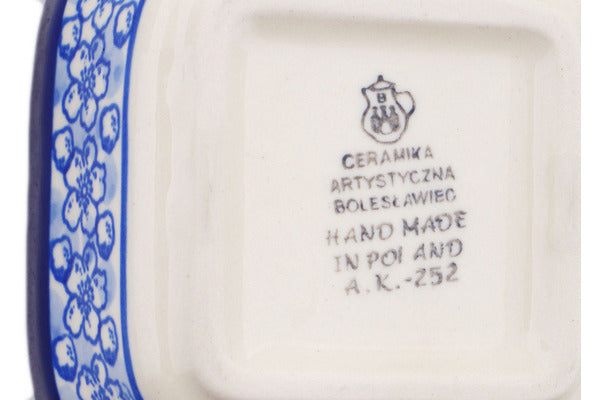 B
CERAMIKA
ARTYSTYCZNA
BOLESŁAWIEC
HAND MADE
IN POLAND
A.K.-252